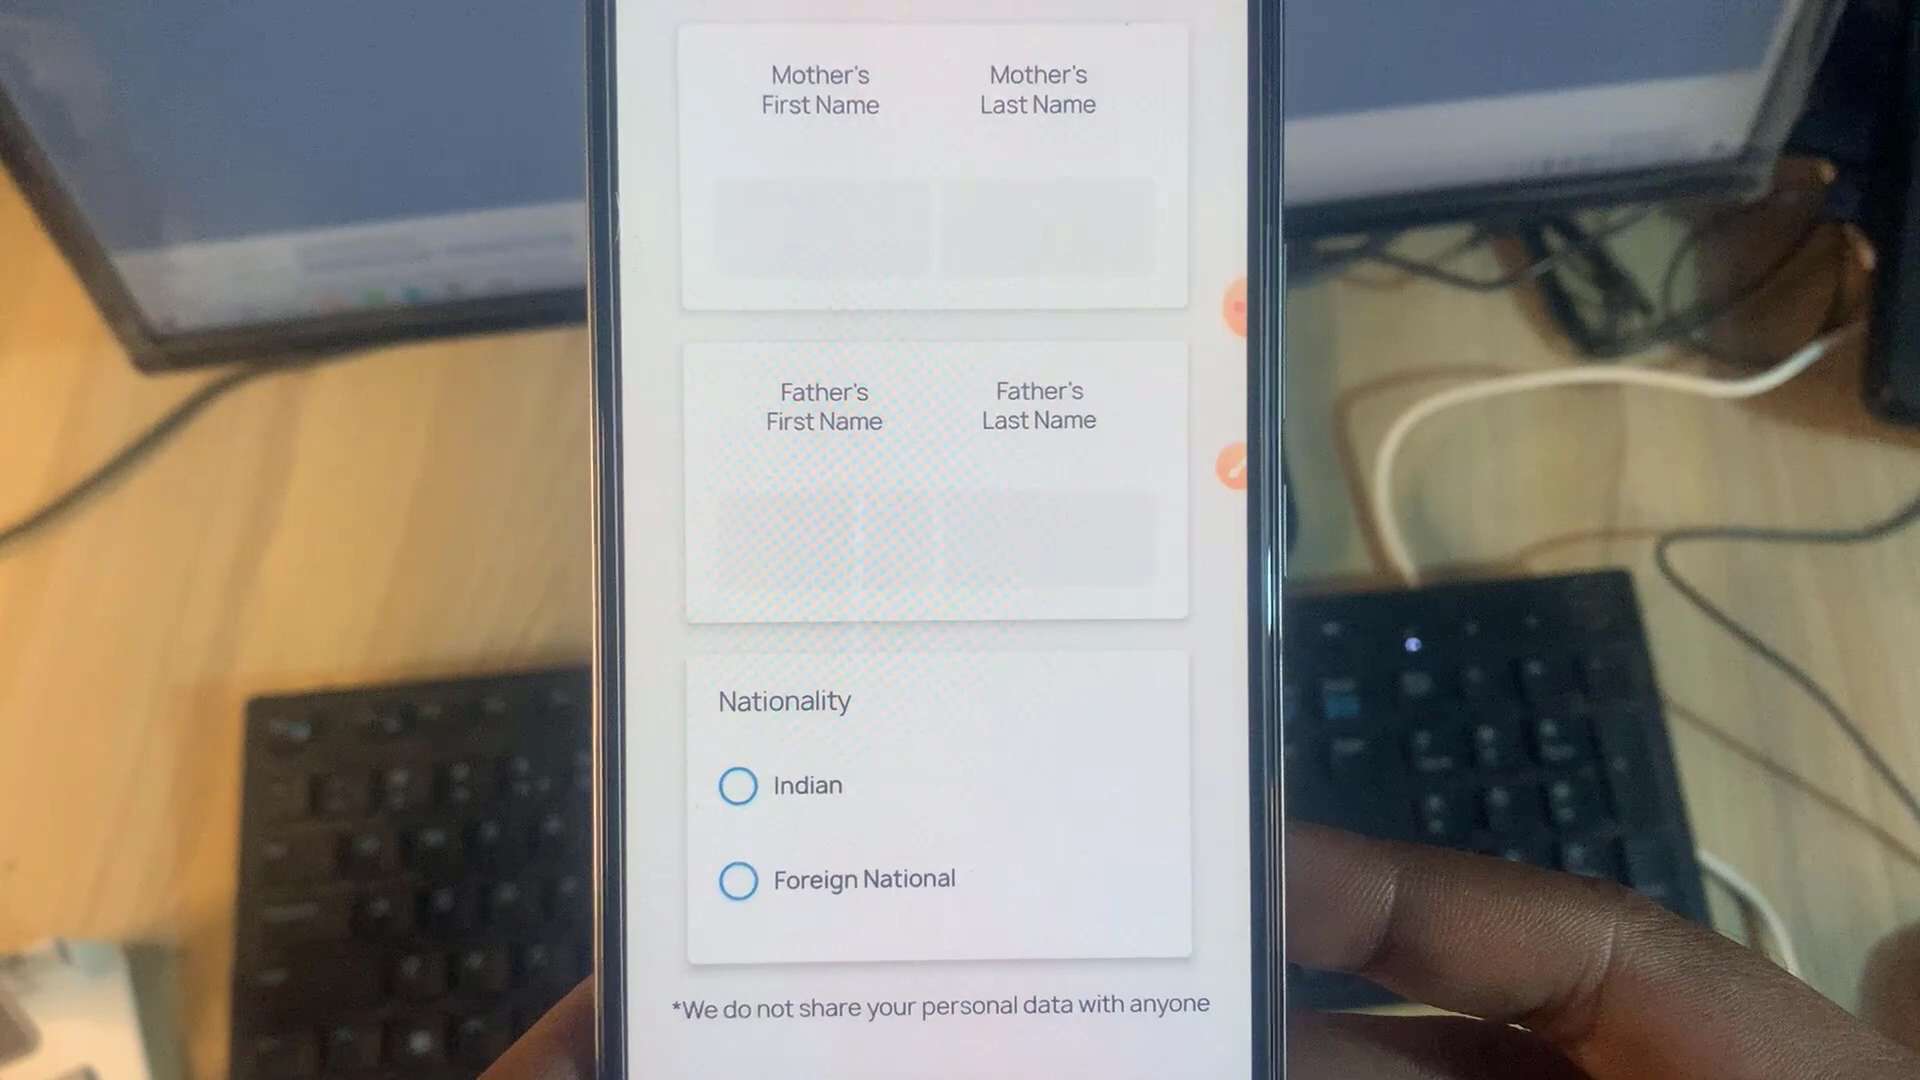 Mother's Mother's
First Name Last Name
Father's Father's
First Name Last Name
Nationality
Indian
Foreign National
*We do not share your personal data with anyone